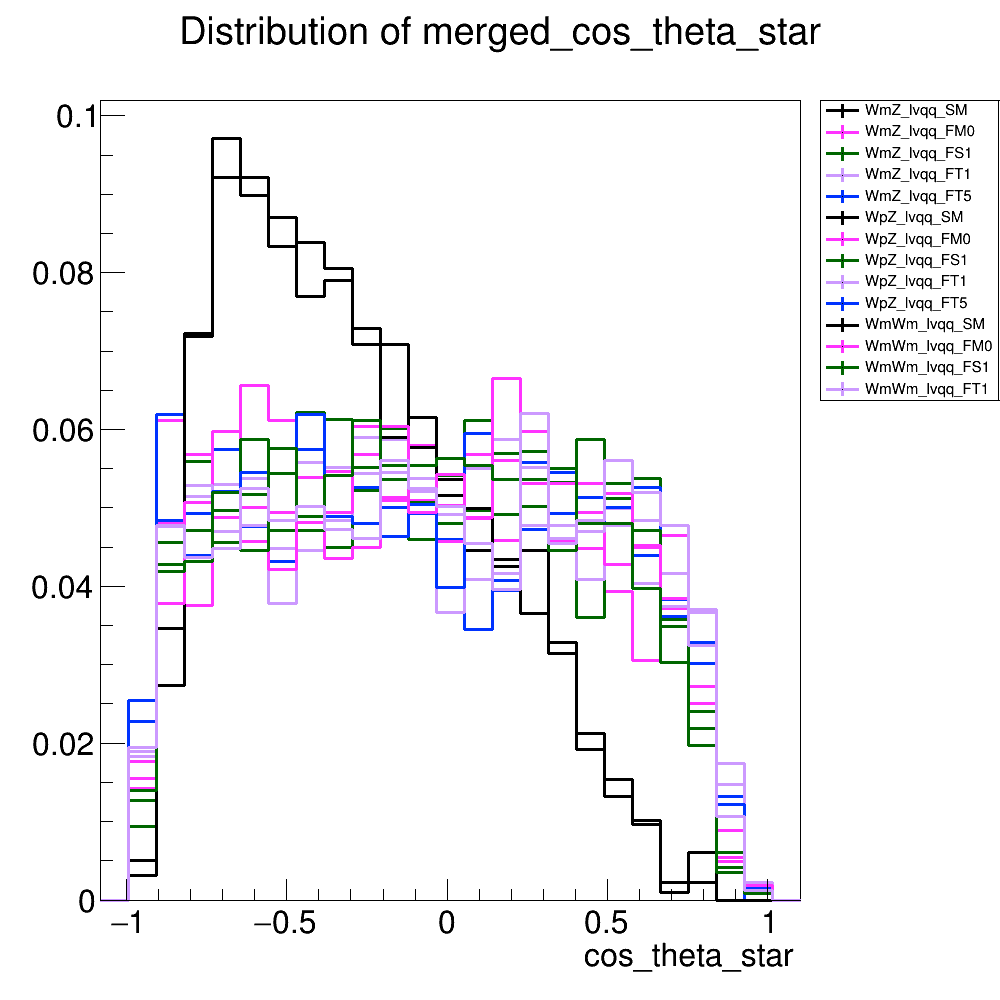 Distribution of merged_cos_theta_star
0.1
0.08
0.06
0.04
0.02
0
−1
−0.5
0
0.5
1
cos_theta_star
WmZ_lvqq_SM
WmZ_lvqq_FM0
WmZ_lvqq_FS1
WmZ_lvqq_FT1
WmZ_lvqq_FT5
WpZ_lvqq_SM
WpZ_lvqq_FM0
WpZ_lvqq_FS1
WpZ_lvqq_FT1
WpZ_lvqq_FT5
WmWm_lvqq_SM
WmWm_lvqq_FM0
WmWm_lvqq_FS1
WmWm_lvqq_FT1